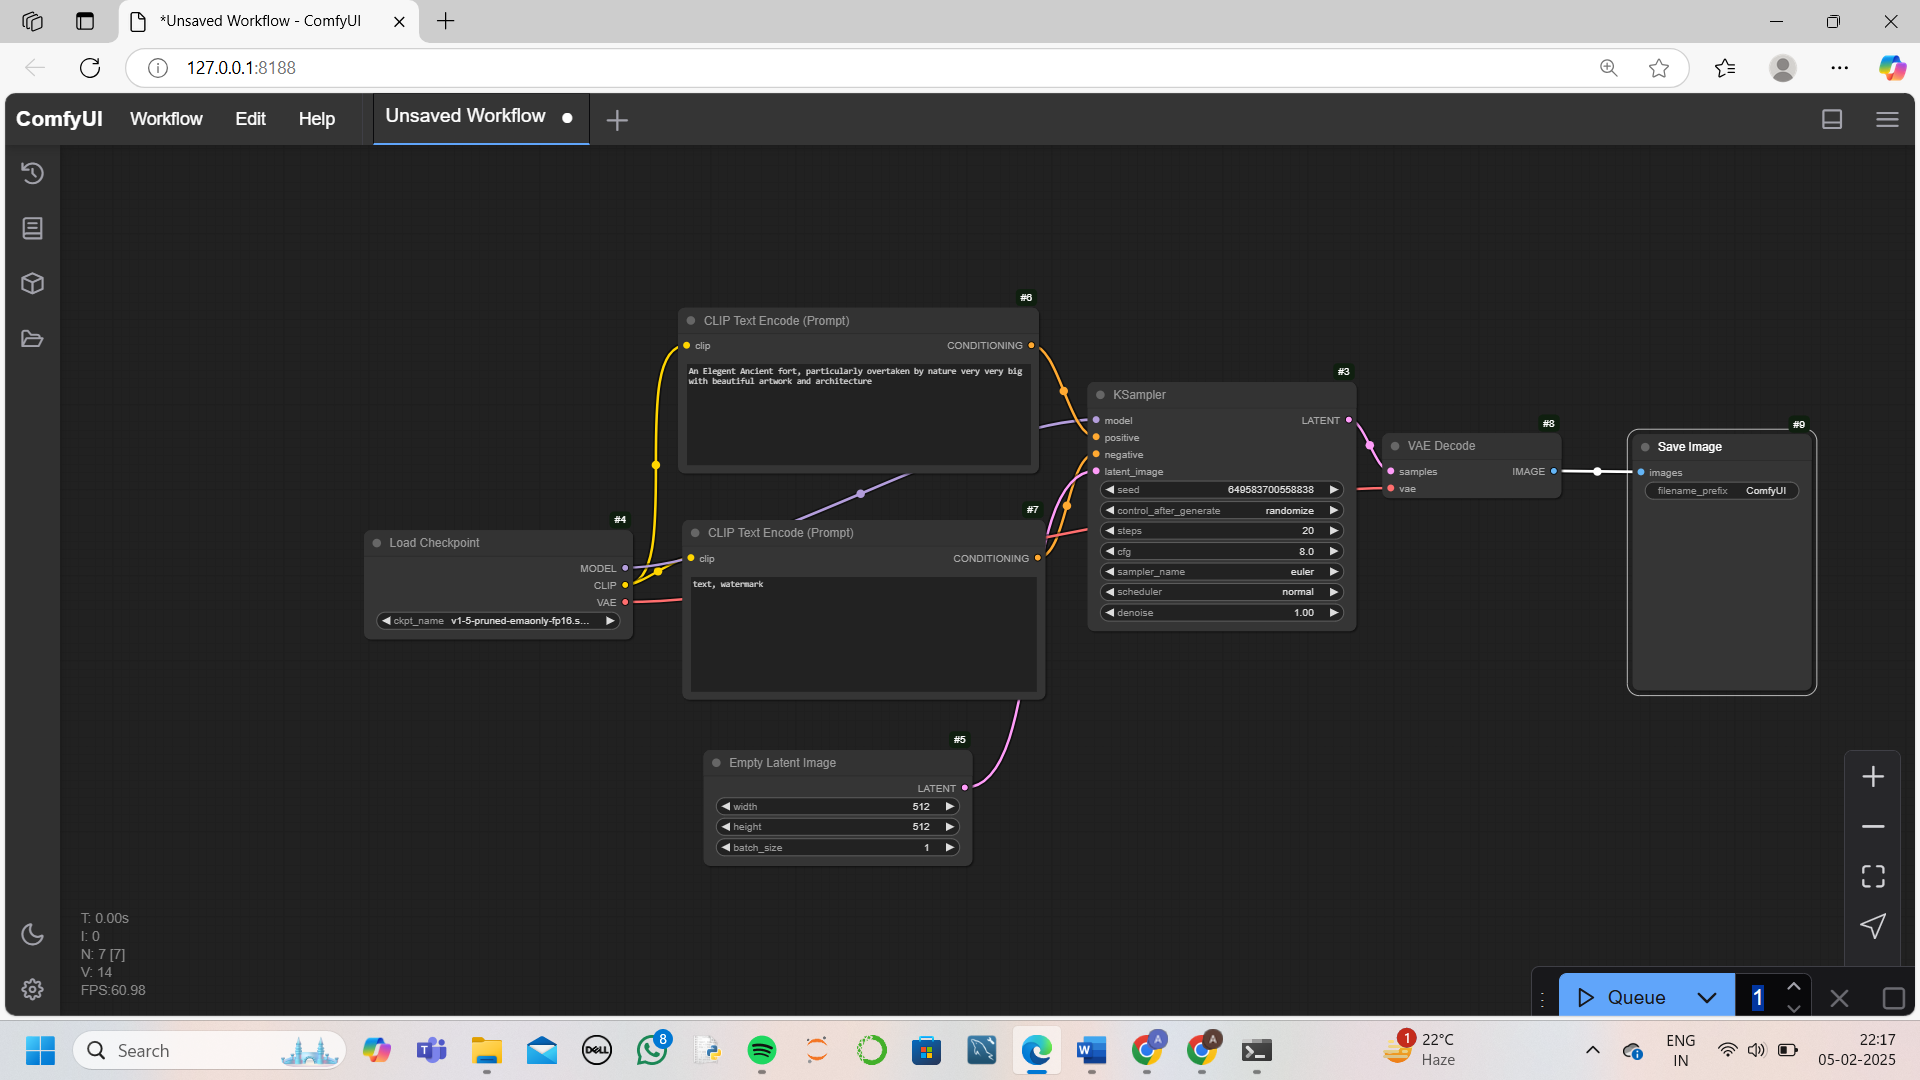 *Unsaved Workflow - ComfyUI
127.0.0.1:8188
ComfyUI
Workflow
Edit
Help
Unsaved Workflow
#6
CLIP Text Encode (Prompt)
clip
CONDITIONING
An Elegent Ancient fort, particularly overtaken by nature very very big
with beautiful artwork and architecture
#3
KSampler
model
LATENT
positive
negative
latent_image
seed 649583700558838
control_after_generate randomize
steps 20
cfg 8.0
sampler_name euler
scheduler normal
denoise 1.00
#8
VAE Decode
samples
IMAGE
vae
#9
Save Image
images
filename_prefix ComfyUI
#4
Load Checkpoint
MODEL
CLIP
VAE
ckpt_name v1-5-pruned-emaonly-fp16.s...
#7
CLIP Text Encode (Prompt)
clip
CONDITIONING
text, watermark
#5
Empty Latent Image
LATENT
width 512
height 512
batch_size 1
T: 0.00s
I: 0
N: 7 [7]
V: 14
FPS:60.98
Queue
1
Search
DELL
8
W
A
A
1
22°C
Haze
ENG
IN
22:17
05-02-2025